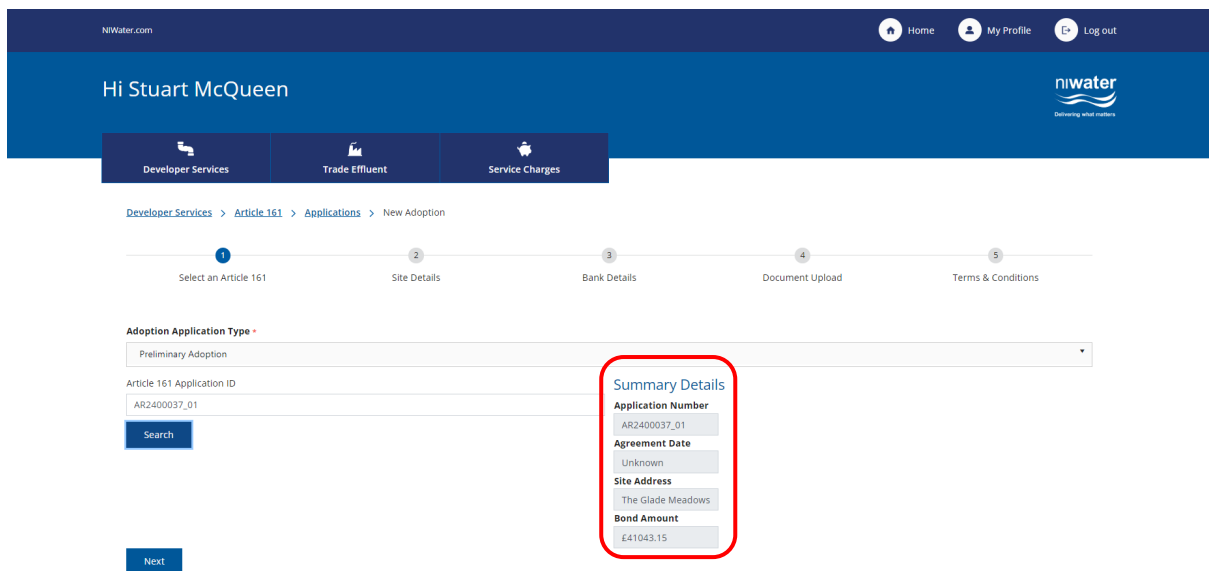 NIWater.com
Home
My Profile
Log out
Hi Stuart McQueen
niwater
Delivering what matters
Developer Services
Trade Effluent
Service Charges
Developer Services > Article 161 > Applications > New Adoption
1
2
3
4
5
Select an Article 161
Site Details
Bank Details
Document Upload
Terms & Conditions
Adoption Application Type *
Preliminary Adoption
Article 161 Application ID
AR2400037_01
Search
Summary Details
Application Number
AR2400037_01
Agreement Date
Unknown
Site Address
The Glade Meadows
Bond Amount
£41043.15
Next